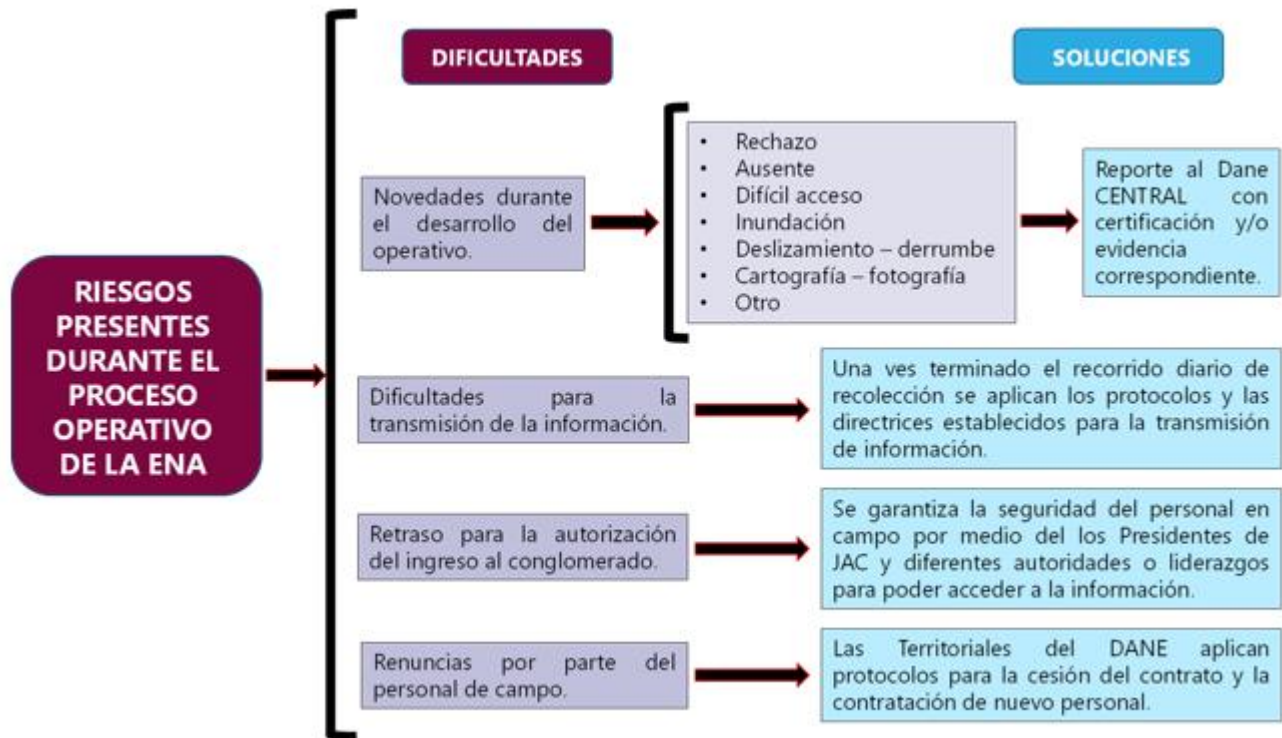 DIFICULTADES
SOLUCIONES
RIESGOS
PRESENTES
DURANTE EL
PROCESO
OPERATIVO
DE LA ENA
Novedades durante
el desarrollo del
operativo.
• Rechazo
• Ausente
• Difícil acceso
• Inundación
• Deslizamiento – derrumbe
• Cartografía – fotografía
• Otro
Reporte al Dane
CENTRAL con
certificación y/o
evidencia
correspondiente.
Dificultades para la
transmisión de la información.
Una ves terminado el recorrido diario de
recolección se aplican los protocolos y las
directrices establecidos para la transmisión
de información.
Retraso para la autorización
del ingreso al conglomerado.
Se garantiza la seguridad del personal en
campo por medio del los Presidentes de
JAC y diferentes autoridades o liderazgos
para poder acceder a la información.
Renuncias por parte del
personal de campo.
Las Territoriales del DANE aplican
protocolos para la cesión del contrato y la
contratación de nuevo personal.